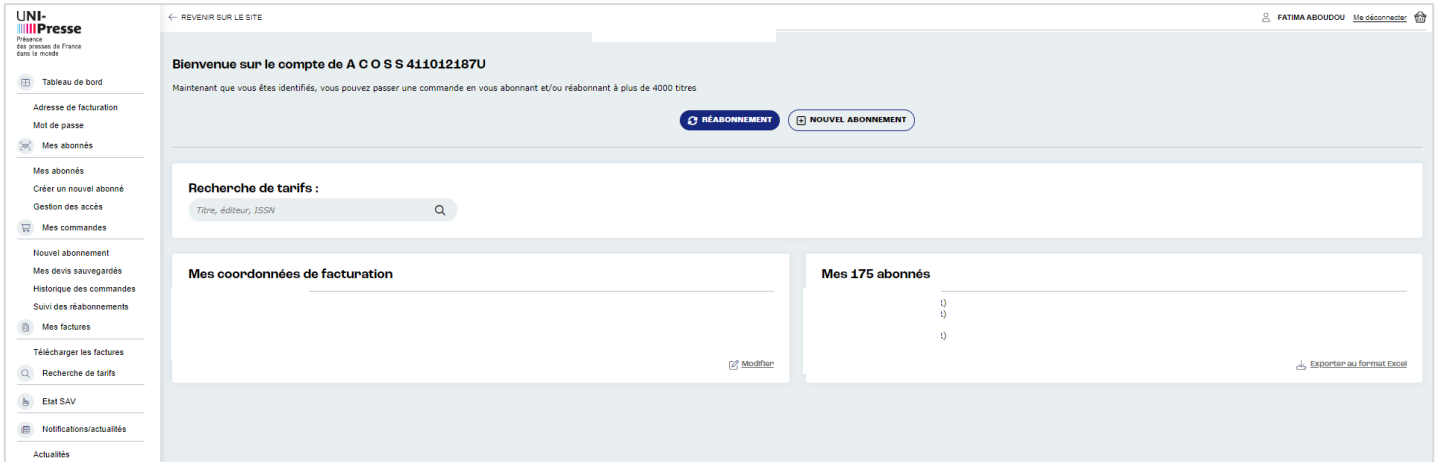 UNI-
Presse
Présence
des presses de France
dans le monde
Tableau de bord
Adresse de facturation
Mot de passe
Mes abonnés
Mes abonnés
Créer un nouvel abonné
Gestion des accès
Mes commandes
Nouvel abonnement
Mes devis sauvegardés
Historique des commandes
Suivi des réabonnements
Mes factures
Télécharger les factures
Recherche de tarifs
Etat SAV
Notifications/actualités
Actualités
← REVENIR SUR LE SITE
FATIMA ABOUDOU Me déconnecter
Bienvenue sur le compte de A C O S S 411012187U
Maintenant que vous êtes identifiés, vous pouvez passer une commande en vous abonnant et/ou réabonnant à plus de 4000 titres
RÉABONNEMENT NOUVEL ABONNEMENT
Recherche de tarifs :
Titre, éditeur, ISSN
Mes coordonnées de facturation
Modifier
Mes 175 abonnés
Exporter au format Excel